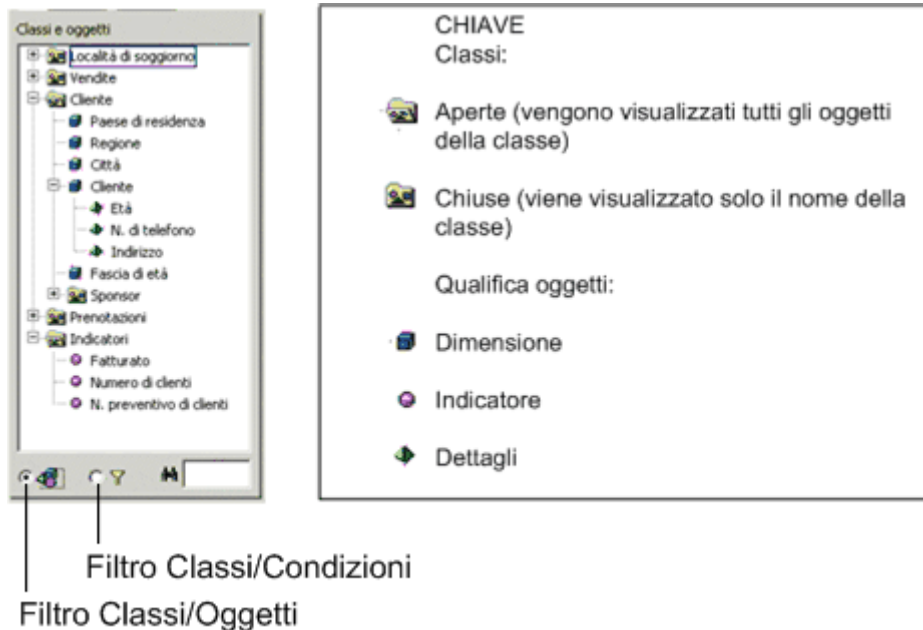 Classi e oggetti
Località di soggiorno
Vendite
Cliente
Paese di residenza
Regione
Città
Cliente
Età
N. di telefono
Indirizzo
Fascia di età
Sponsor
Prenotazioni
Indicatori
Fatturato
Numero di clienti
N. preventivo di clienti
Filtro Classi/Condizioni
Filtro Classi/Oggetti
CHIAVE
Classi:
Aperte (vengono visualizzati tutti gli oggetti
della classe)
Chiuse (viene visualizzato solo il nome della
classe)
Qualifica oggetti:
Dimensione
Indicatore
Dettagli